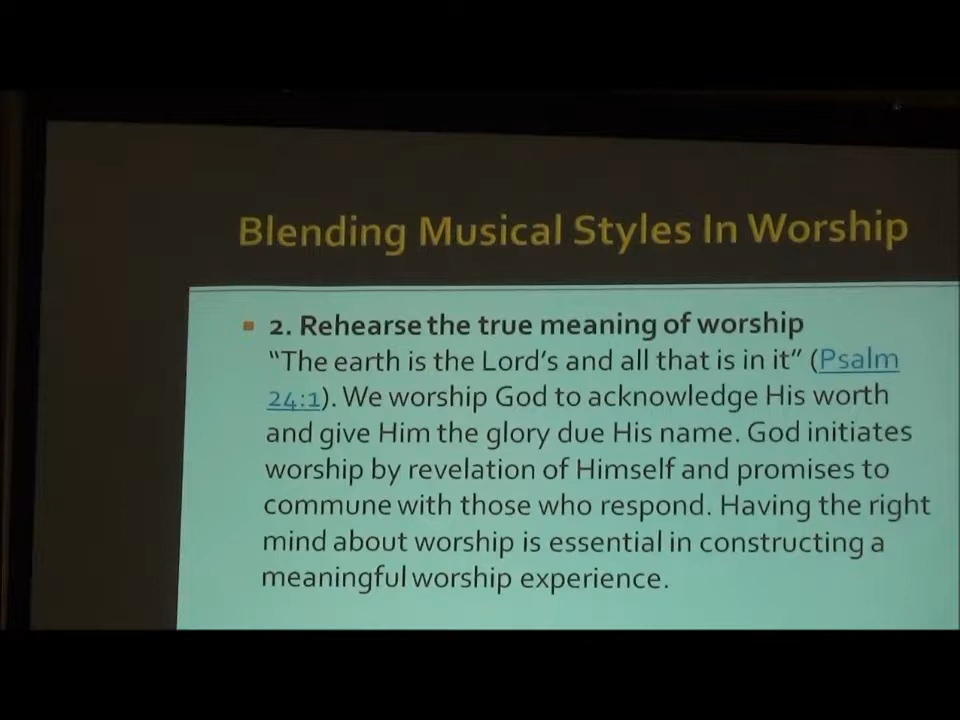 Blending Musical Styles In Worship
2. Rehearse the true meaning of worship
“The earth is the Lord’s and all that is in it” (Psalm
24:1). We worship God to acknowledge His worth
and give Him the glory due His name. God initiates
worship by revelation of Himself and promises to
commune with those who respond. Having the right
mind about worship is essential in constructing a
meaningful worship experience.